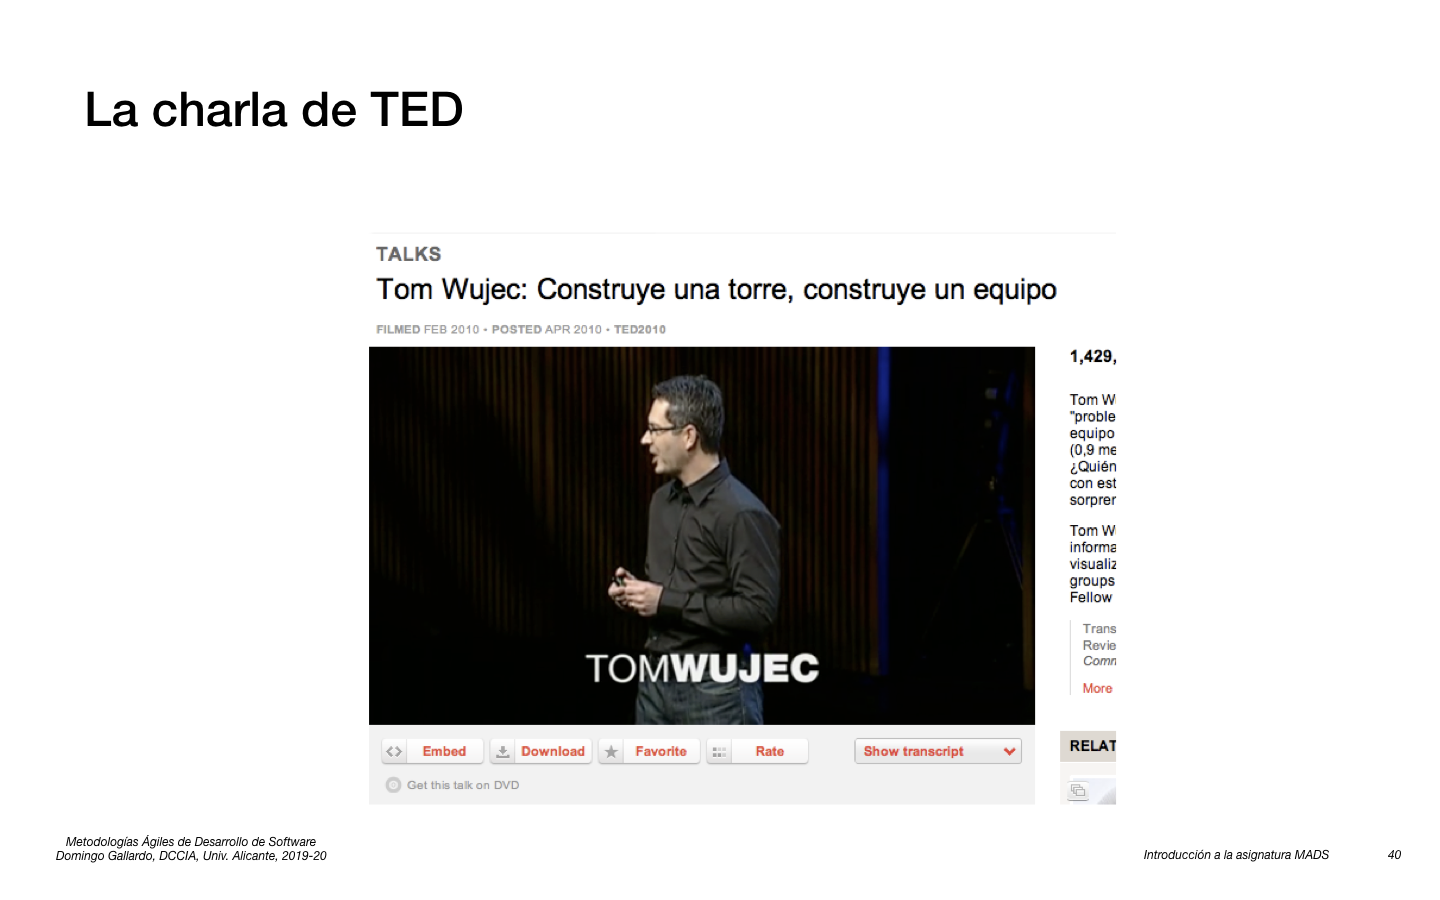 La charla de TED
TALKS
Tom Wujec: Construye una torre, construye un equipo
FILMED FEB 2010 • POSTED APR 2010 • TED2010
TOMWUJEC
Embed
Download
Favorite
Rate
Show transcript
Get this talk on DVD
1,429,
Tom
"proble
equipo
(0,9 me
¿Quién
con est
sorprer
Tom
informa
visualiz
groups
Fellow
Trans
Revie
Comm
More
RELAT
Metodologías Ágiles de Desarrollo de Software
Domingo Gallardo, DCCIA, Univ. Alicante, 2019-20
Introducción a la asignatura MADS
40